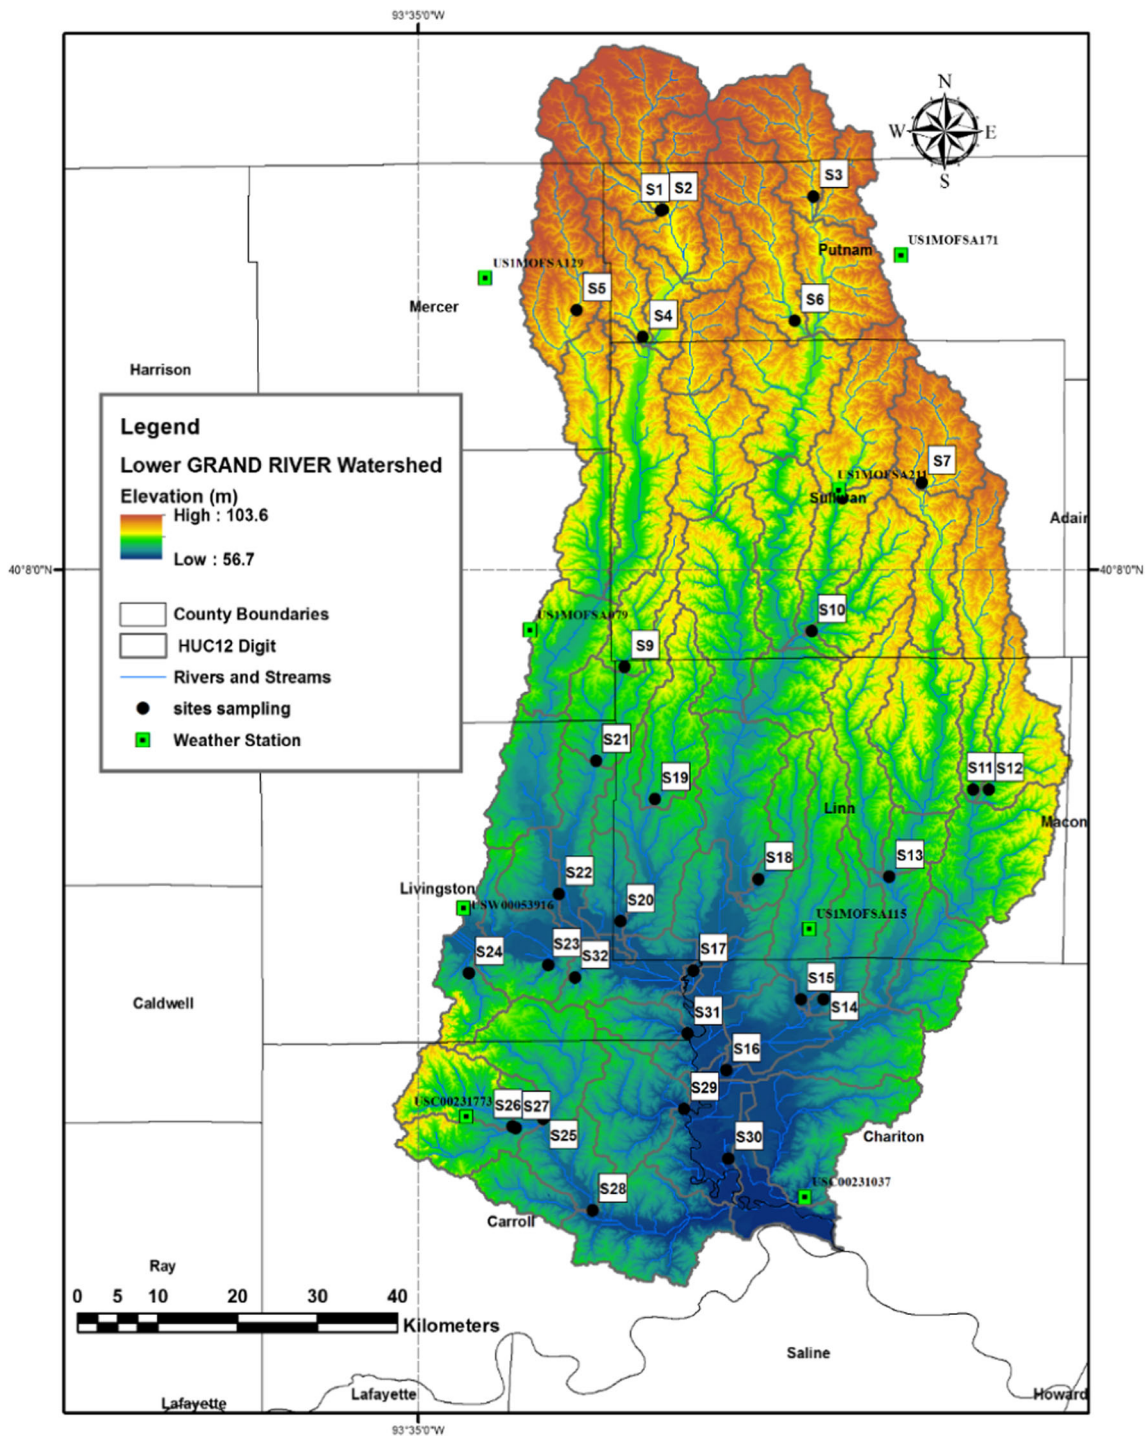 93°35'0"W
N
W E
S
S3
S1 S2
US1MOFSA171
Putnam
US1MOFSA129
S5
Mercer
S6
S4
Harrison
Legend
Lower GRAND RIVER Watershed
Elevation (m)
High : 103.6
Low : 56.7
County Boundaries
HUC12 Digit
Rivers and Streams
sites sampling
Weather Station
S7
US1MOFSA211
Sullivan
Adair
40°8'0"N
40°8'0"N
S10
US1MOFSA079
S9
S21
S11 S12
S19
Linn
Macon
S18
S13
S22
Livingston
USW00053916
S20
US1MOFSA115
S23
S17
S24
S32
S15
Caldwell
S14
S31
S16
S29
USC00231773
S26 S27
S25
Chariton
S30
USC00231037
S28
Carroll
Ray
0 5 10 20 30 40
Kilometers
Saline
Lafayette
Lafayette
Howard
93°35'0"W